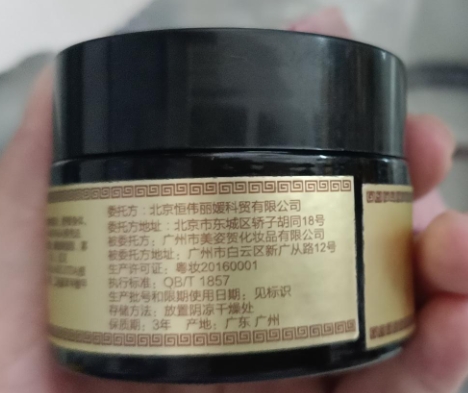 委托方：北京恒伟丽媛科贸有限公司
委托方地址：北京市东城区轿子胡同18号
被委托方：广州市美姿贺化妆品有限公司
被委托方地址：广州市白云区新广从路12号
生产许可证：粤妆20160001
执行标准：QB/T 1857
生产批号和限期使用日期：见标识
存储方法：放置阴凉干燥处
保质期：3年 产地：广东 广州